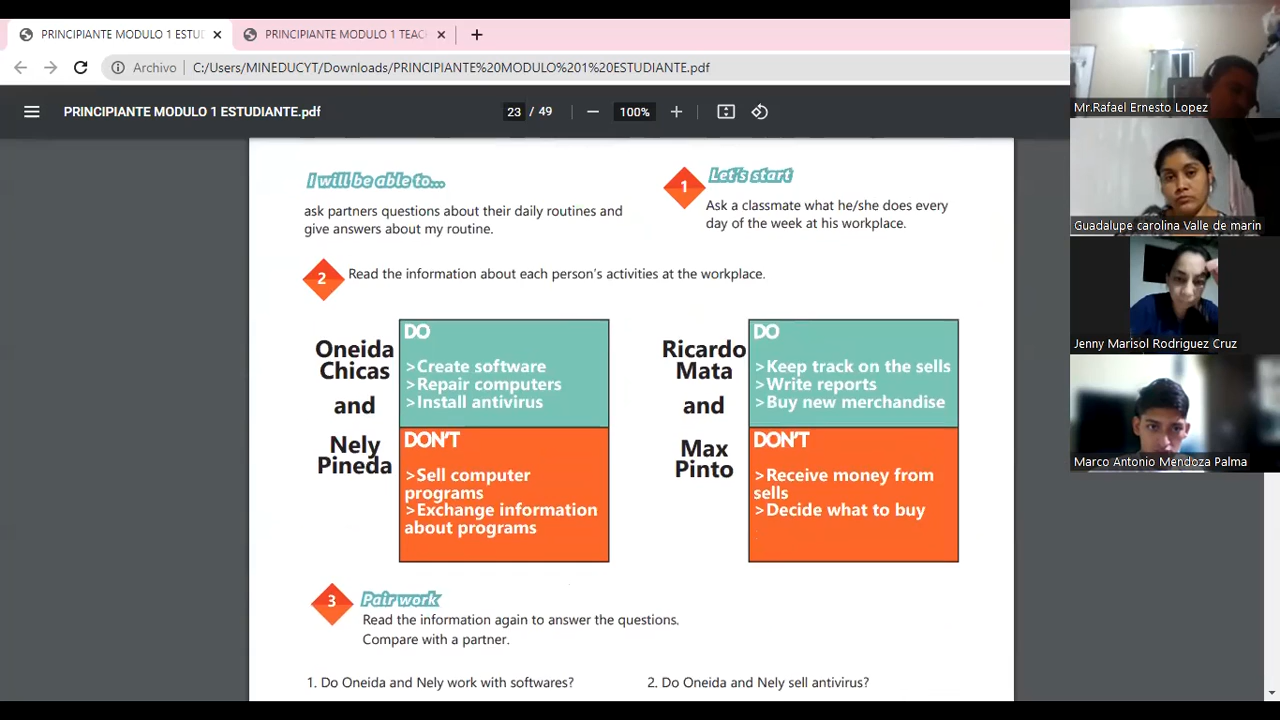 PRINCIPIANTE MODULO 1 ESTUDI
PRINCIPIANTE MODULO 1 TEAC
Archivo
C:/Users/MINEDUCYT/Downloads/PRINCIPIANTE%20MODULO%201%20ESTUDIANTE.pdf
PRINCIPIANTE MODULO 1 ESTUDIANTE.pdf
23 / 49
100%
I will be able to...
ask partners questions about their daily routines and
give answers about my routine.
1
Let's start
Ask a classmate what he/she does every
day of the week at his workplace.
2
Read the information about each person's activities at the workplace.
Oneida
Chicas
and
Nely
Pineda
DO
>Create software
>Repair computers
>Install antivirus
DON'T
>Sell computer
programs
>Exchange information
about programs
Ricardo
Mata
and
Max
Pinto
DO
>Keep track on the sells
>Write reports
>Buy new merchandise
DON'T
>Receive money from
sells
>Decide what to buy
3
Pair work
Read the information again to answer the questions.
Compare with a partner.
1. Do Oneida and Nely work with softwares?
2. Do Oneida and Nely sell antivirus?
Mr.Rafael Ernesto Lopez
Guadalupe carolina Valle de marin
Jenny Marisol Rodriguez Cruz
Marco Antonio Mendoza Palma